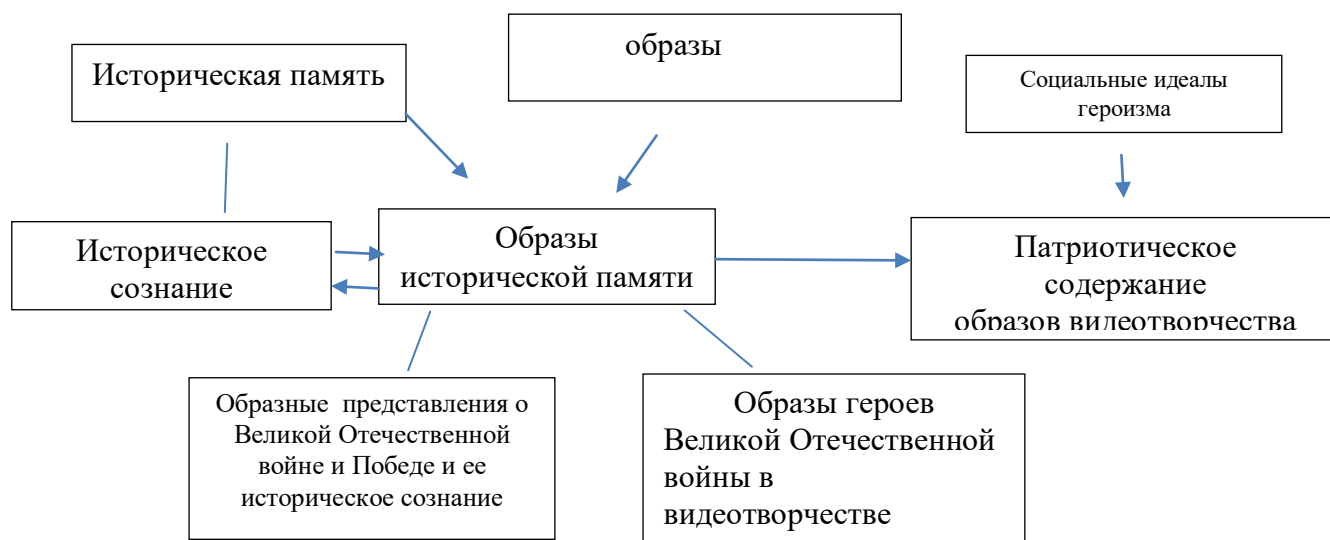 образы
Историческая память
Социальные идеалы
героизма
Историческое
сознание
Образы
исторической памяти
Патриотическое
содержание
образов видеотворчества
Образные представления о
Великой Отечественной
войне и Победе и ее
историческое сознание
Образы героев
Великой Отечественной
войны в
видеотворчестве